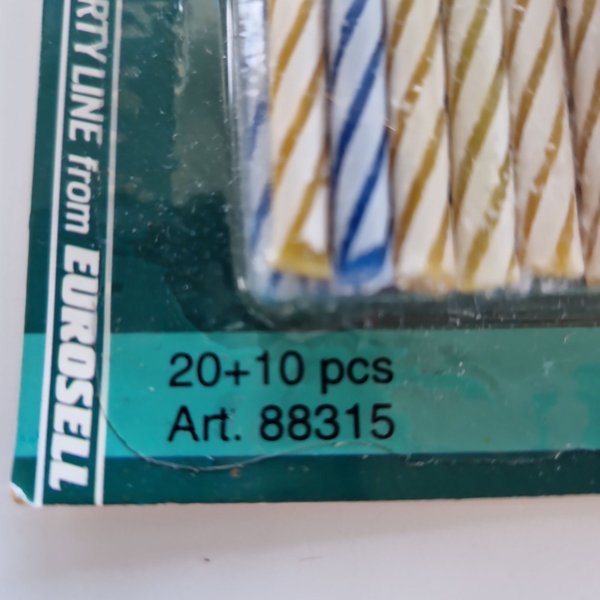 RTY LINE from EUROSELL
20+10 pcs
Art. 88315